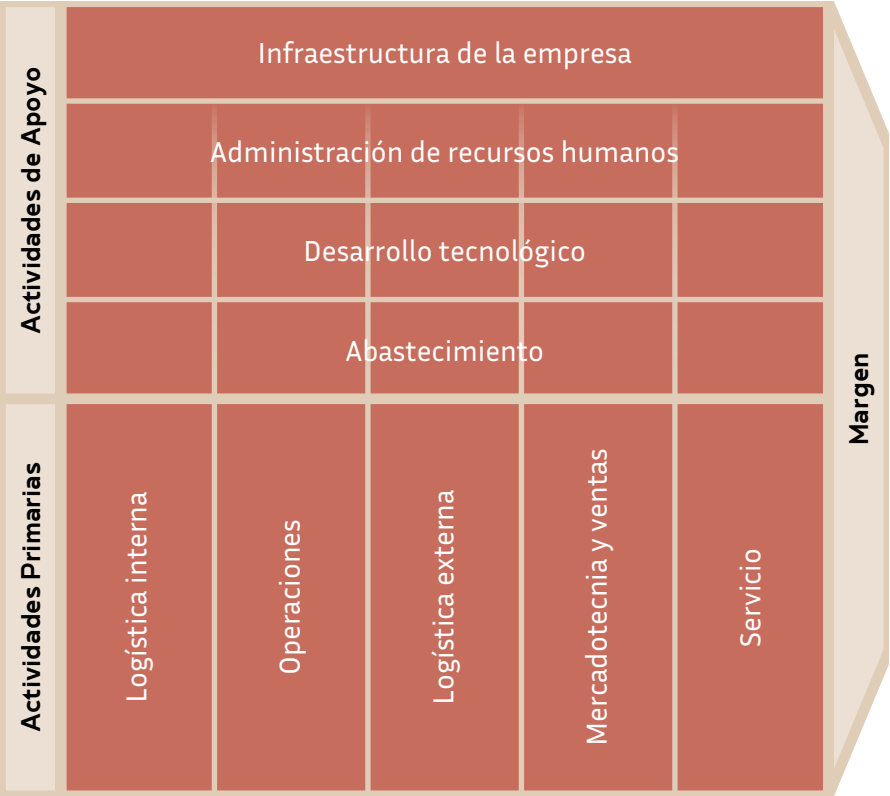 Actividades de Apoyo
Infraestructura de la empresa
Administración de recursos humanos
Desarrollo tecnológico
Abastecimiento
Actividades Primarias
Logística interna
Operaciones
Logística externa
Mercadotecnia y ventas
Servicio
Margen